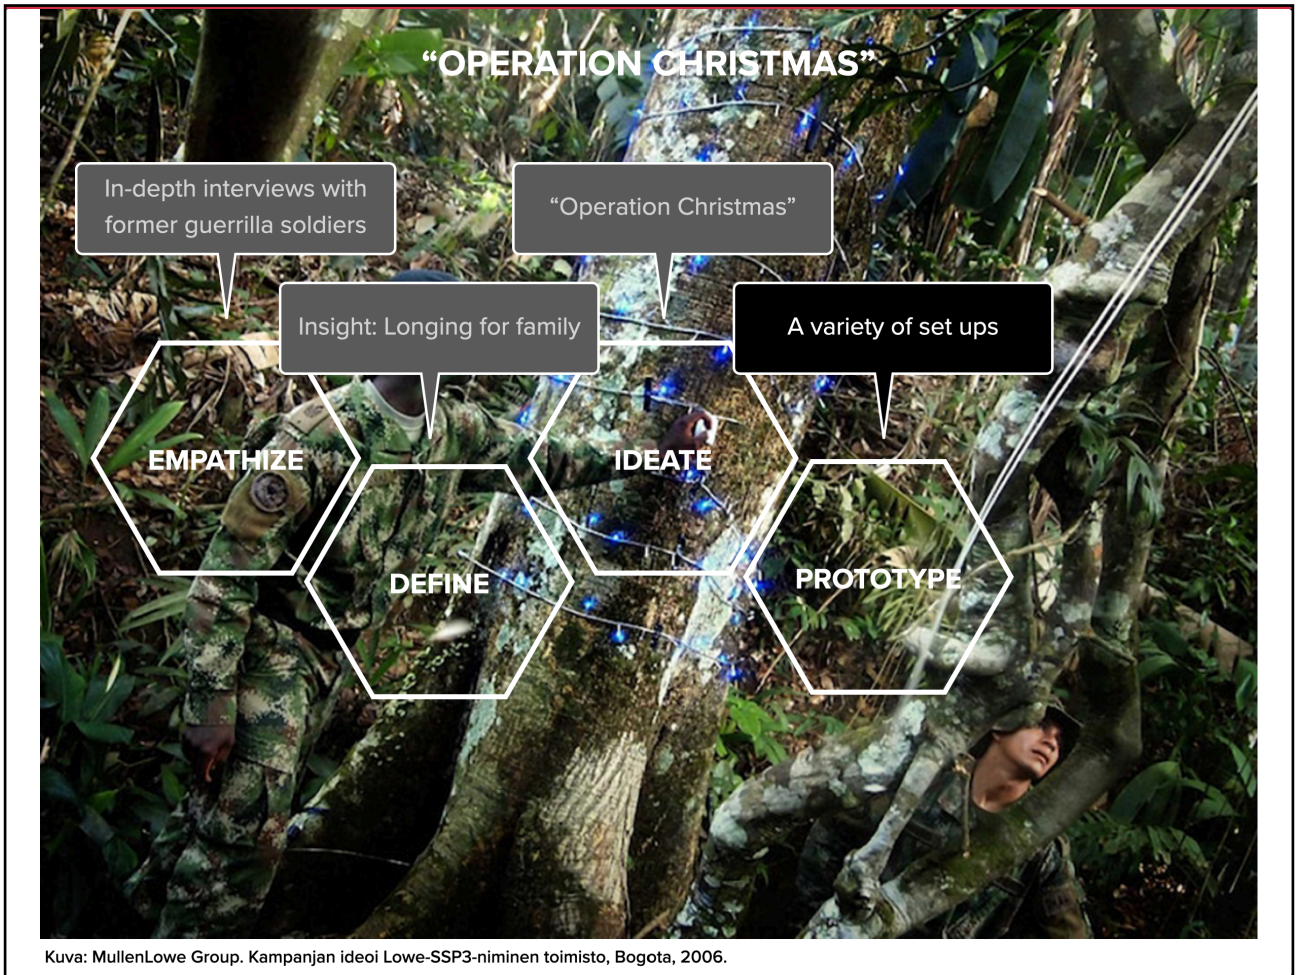 “OPERATION CHRISTMAS”
In-depth interviews with
former guerrilla soldiers
“Operation Christmas”
Insight: Longing for family
A variety of set ups
EMPATHIZE
IDEATE
DEFINE
PROTOTYPE
Kuva: MullenLowe Group. Kampanjan ideoi Lowe-SSP3-niminen toimisto, Bogota, 2006.